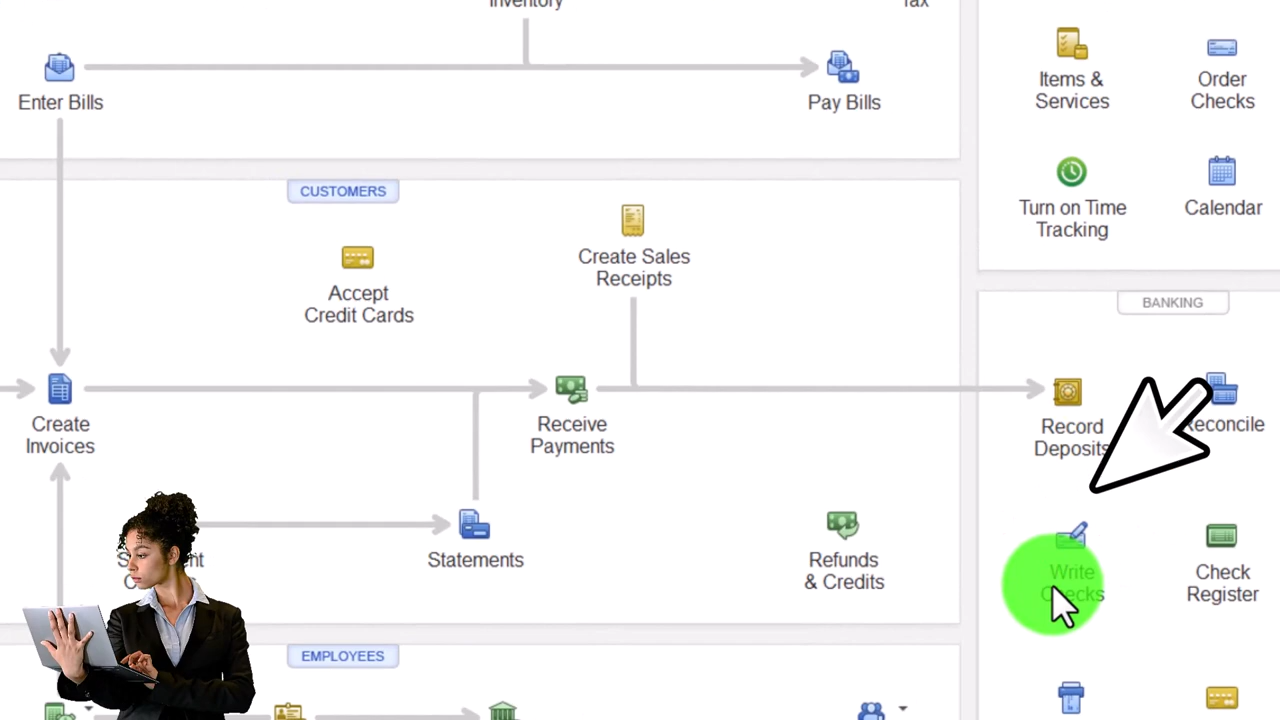 Inventory
Tax
Enter Bills
Pay Bills
Items &
Services
Order
Checks
Turn on Time
Tracking
Calendar
CUSTOMERS
Accept
Credit Cards
Create Sales
Receipts
Create
Invoices
Receive
Payments
Statements
Refunds
& Credits
BANKING
Record
Deposits
Write
Checks
Check
Register
EMPLOYEES